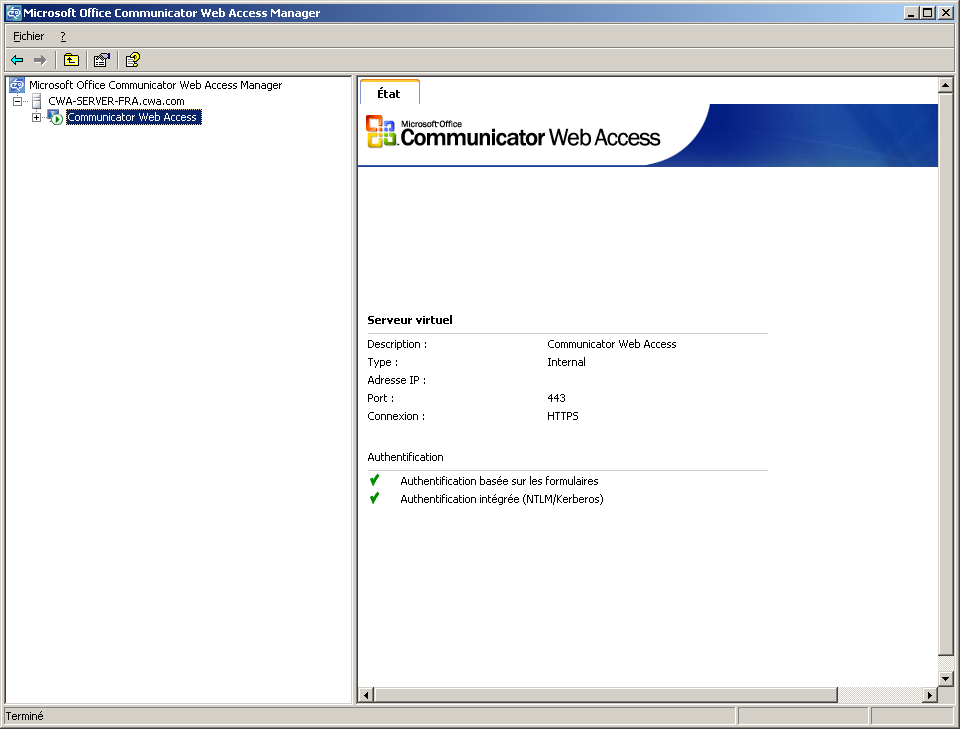 Microsoft Office Communicator Web Access Manager
Fichier ?
Microsoft Office Communicator Web Access Manager
CWA-SERVER-FRA.cwa.com
Communicator Web Access
État
Microsoft Office
Communicator Web Access
Serveur virtuel
Description : Communicator Web Access
Type : Internal
Adresse IP :
Port : 443
Connexion : HTTPS
Authentification
Authentification basée sur les formulaires
Authentification intégrée (NTLM/Kerberos)
Terminé